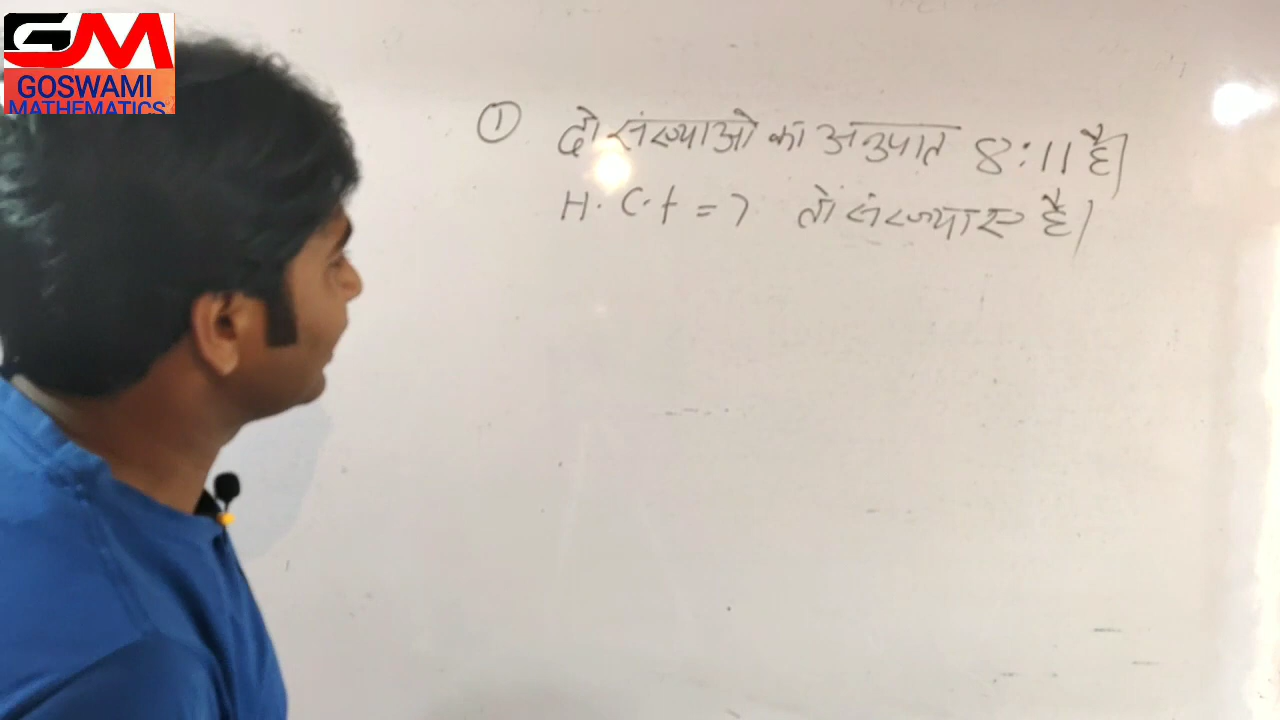 GM
GOSWAMI
MATHEMATICS
① दो संख्याओ का अनुपात 8:11 है।
H.C.f = 7 तो संख्याए है।